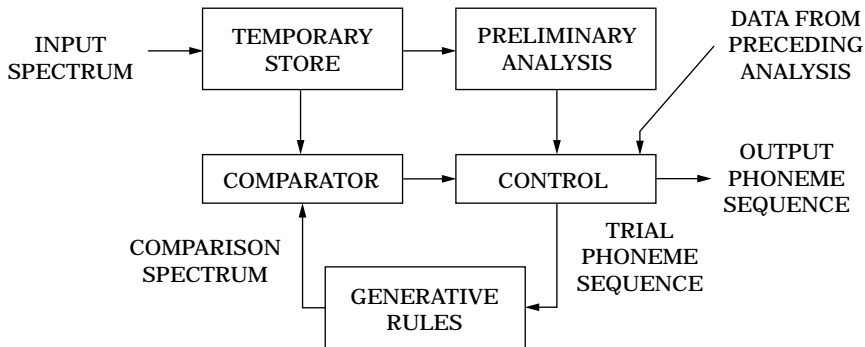 INPUT
SPECTRUM
TEMPORARY
STORE
PRELIMINARY
ANALYSIS
DATA FROM
PRECEDING
ANALYSIS
COMPARATOR
CONTROL
OUTPUT
PHONEME
SEQUENCE
COMPARISON
SPECTRUM
TRIAL
PHONEME
SEQUENCE
GENERATIVE
RULES